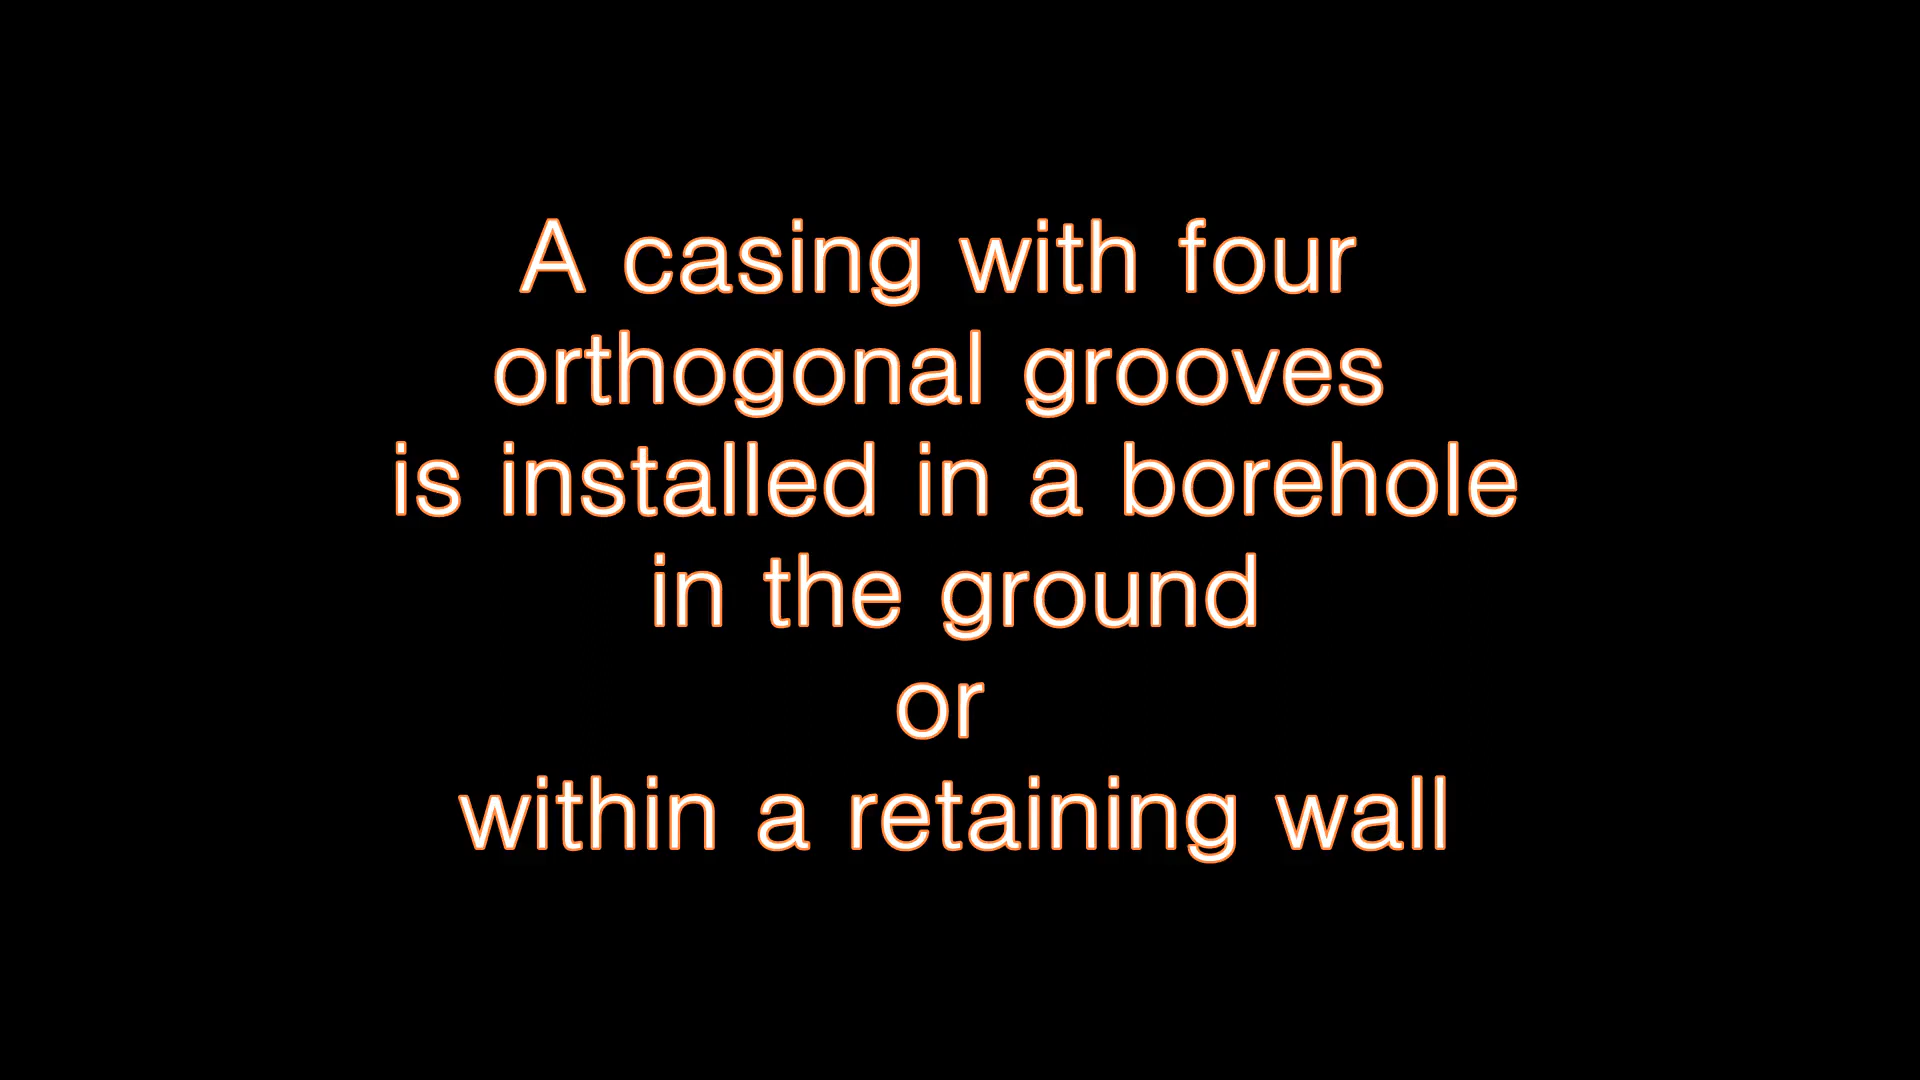 A casing with four
orthogonal grooves
is installed in a borehole
in the ground
or
within a retaining wall